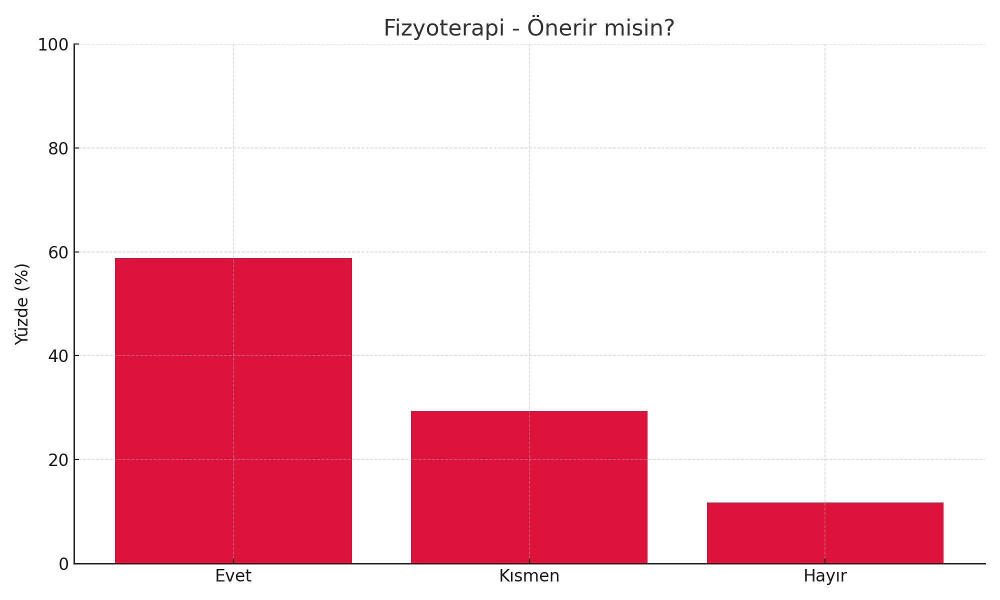 Fizyoterapi - Önerir misin?
100
80
60
40
20
0
Yüzde (%)
Evet
Kısmen
Hayır